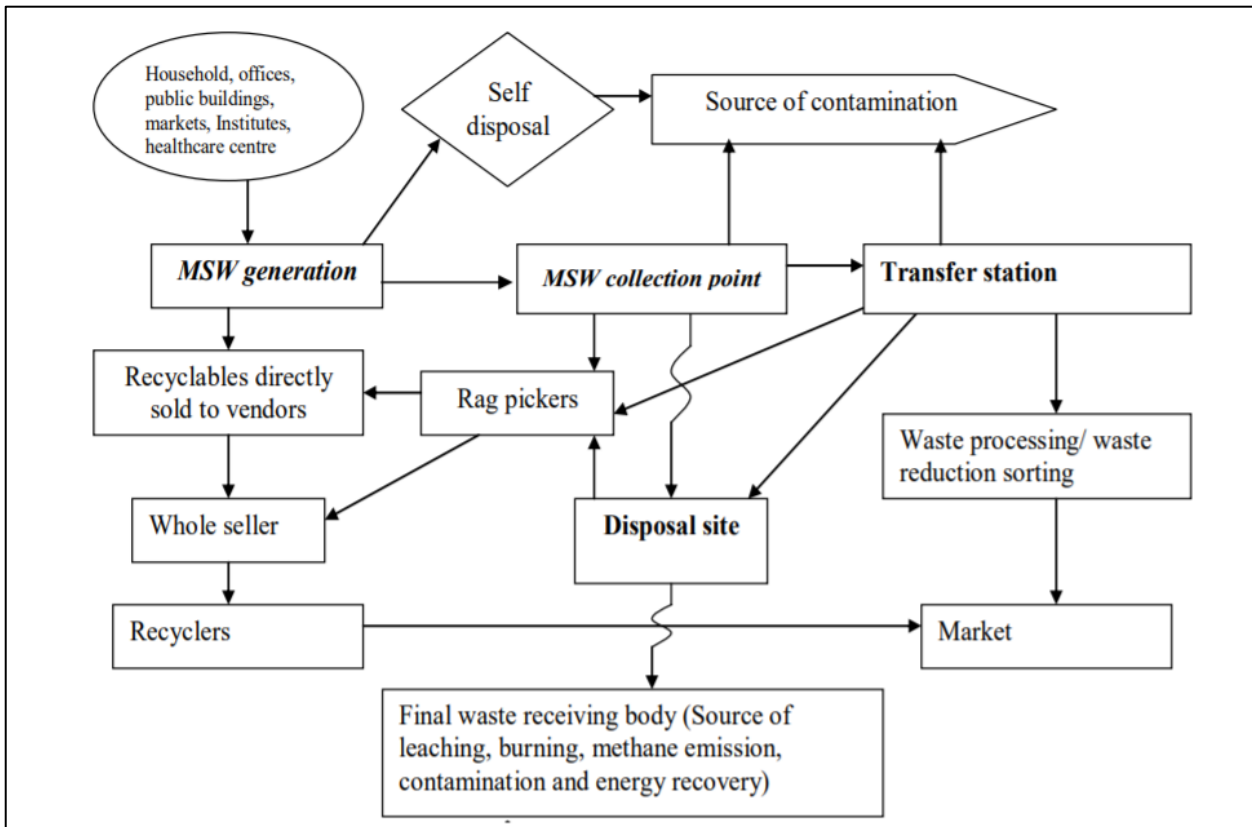 Household, offices,
public buildings,
markets, Institutes,
healthcare centre
Self
disposal
Source of contamination
MSW generation
MSW collection point
Transfer station
Recyclables directly
sold to vendors
Rag pickers
Waste processing/ waste
reduction sorting
Whole seller
Disposal site
Recyclers
Market
Final waste receiving body (Source of
leaching, burning, methane emission,
contamination and energy recovery)